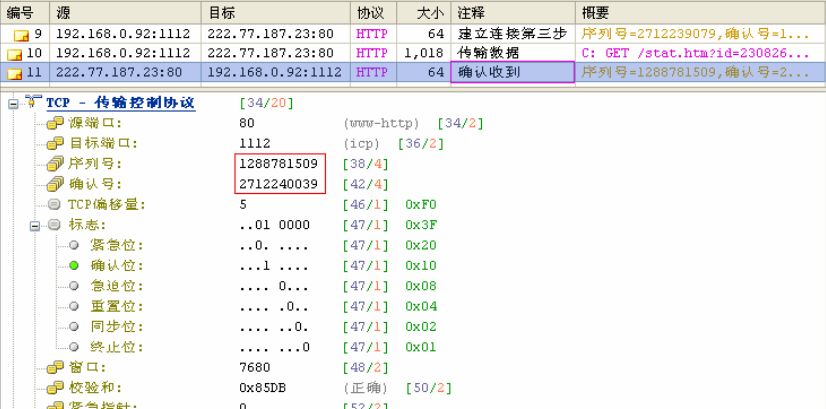 编号 源 目标 协议 大小 注释 概要
9 192.168.0.92:1112 222.77.187.23:80 HTTP 64 建立连接第三步 序列号=2712239079,确认号=1...
10 192.168.0.92:1112 222.77.187.23:80 HTTP 1,018 传输数据 C: GET /stat.htm?id=230826...
11 222.77.187.23:80 192.168.0.92:1112 HTTP 64 确认收到 序列号=1288781509,确认号=2...
TCP - 传输控制协议 [34/20]
源端口: 80 (www-http) [34/2]
目标端口: 1112 (icp) [36/2]
序列号: 1288781509 [38/4]
确认号: 2712240039 [42/4]
TCP偏移量: 5 [46/1] 0xF0
标志: ..01 0000 [47/1] 0x3F
紧急位: ..0. .... [47/1] 0x20
确认位: ...1 .... [47/1] 0x10
急迫位: .... 0... [47/1] 0x08
重置位: .... .0.. [47/1] 0x04
同步位: .... ..0. [47/1] 0x02
终止位: .... ...0 [47/1] 0x01
窗口: 7680 [48/2]
校验和: 0x85DB (正确) [50/2]
紧急指针: 0 [52/2]